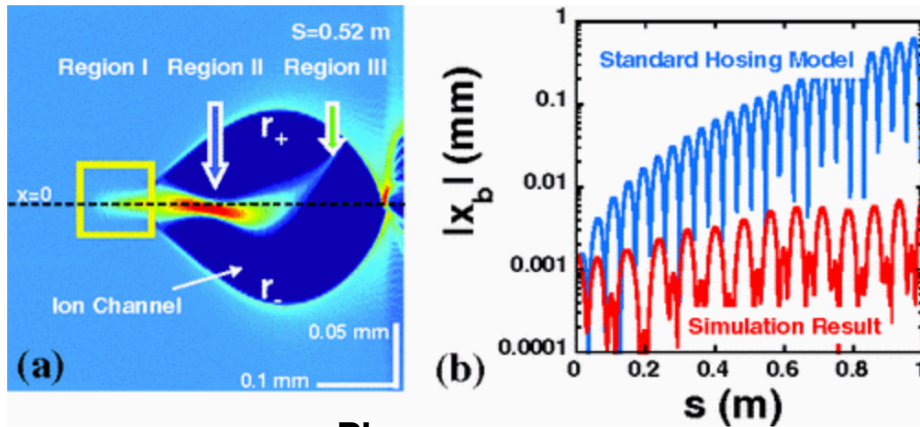 S=0.52 m
Region I Region II Region III
r₊
x=0
Ion Channel
r₋
0.05 mm
0.1 mm
(a)
|x_b| (mm)
1
0.1
0.01
0.001
0.0001
Standard Hosing Model
Simulation Result
0 0.2 0.4 0.6 0.8 1
s (m)
(b)